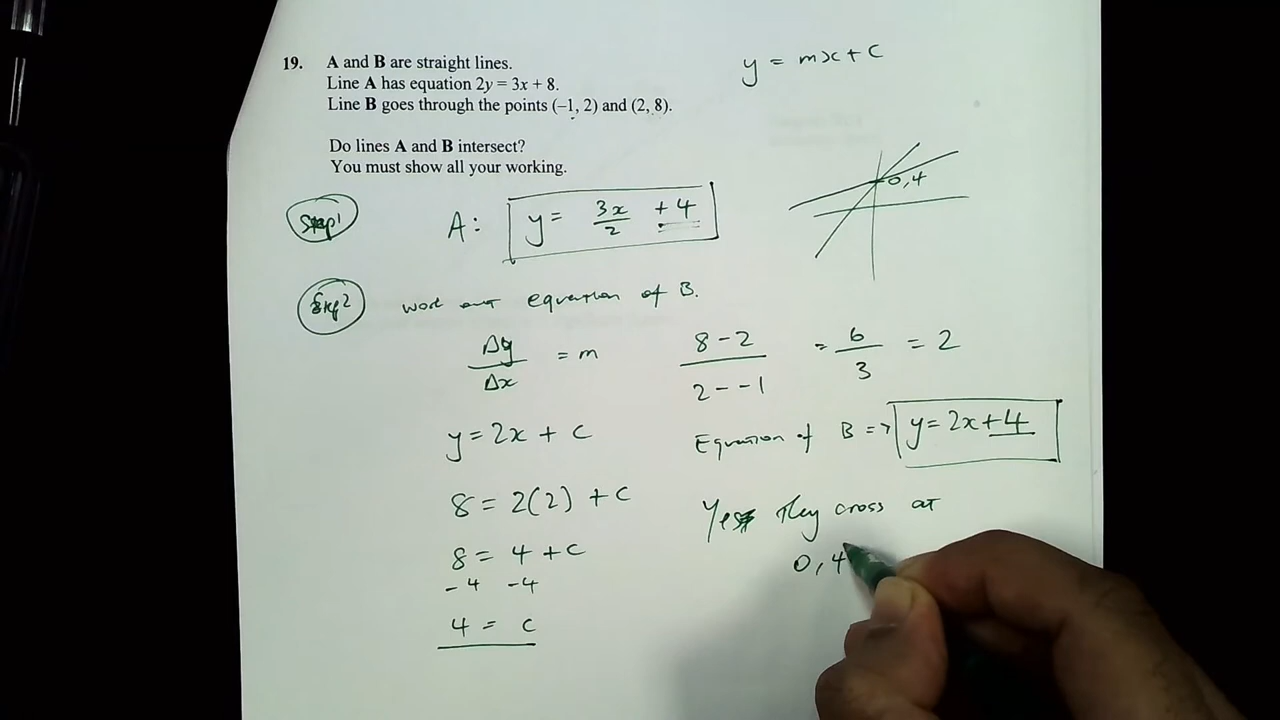 19. A and B are straight lines.
Line A has equation 2y = 3x + 8.
Line B goes through the points (–1, 2) and (2, 8).
Do lines A and B intersect?
You must show all your working.
y = mx + c
0,4
Step 1
A: y = 3x/2 + 4
Step 2
work out equation of B.
Δy/Δx = m
8 - 2 / 2 - -1 = 6/3 = 2
y = 2x + c
8 = 2(2) + c
8 = 4 + c
-4 -4
4 = c
Equation of B => y = 2x + 4
Yes they cross at
0, 4